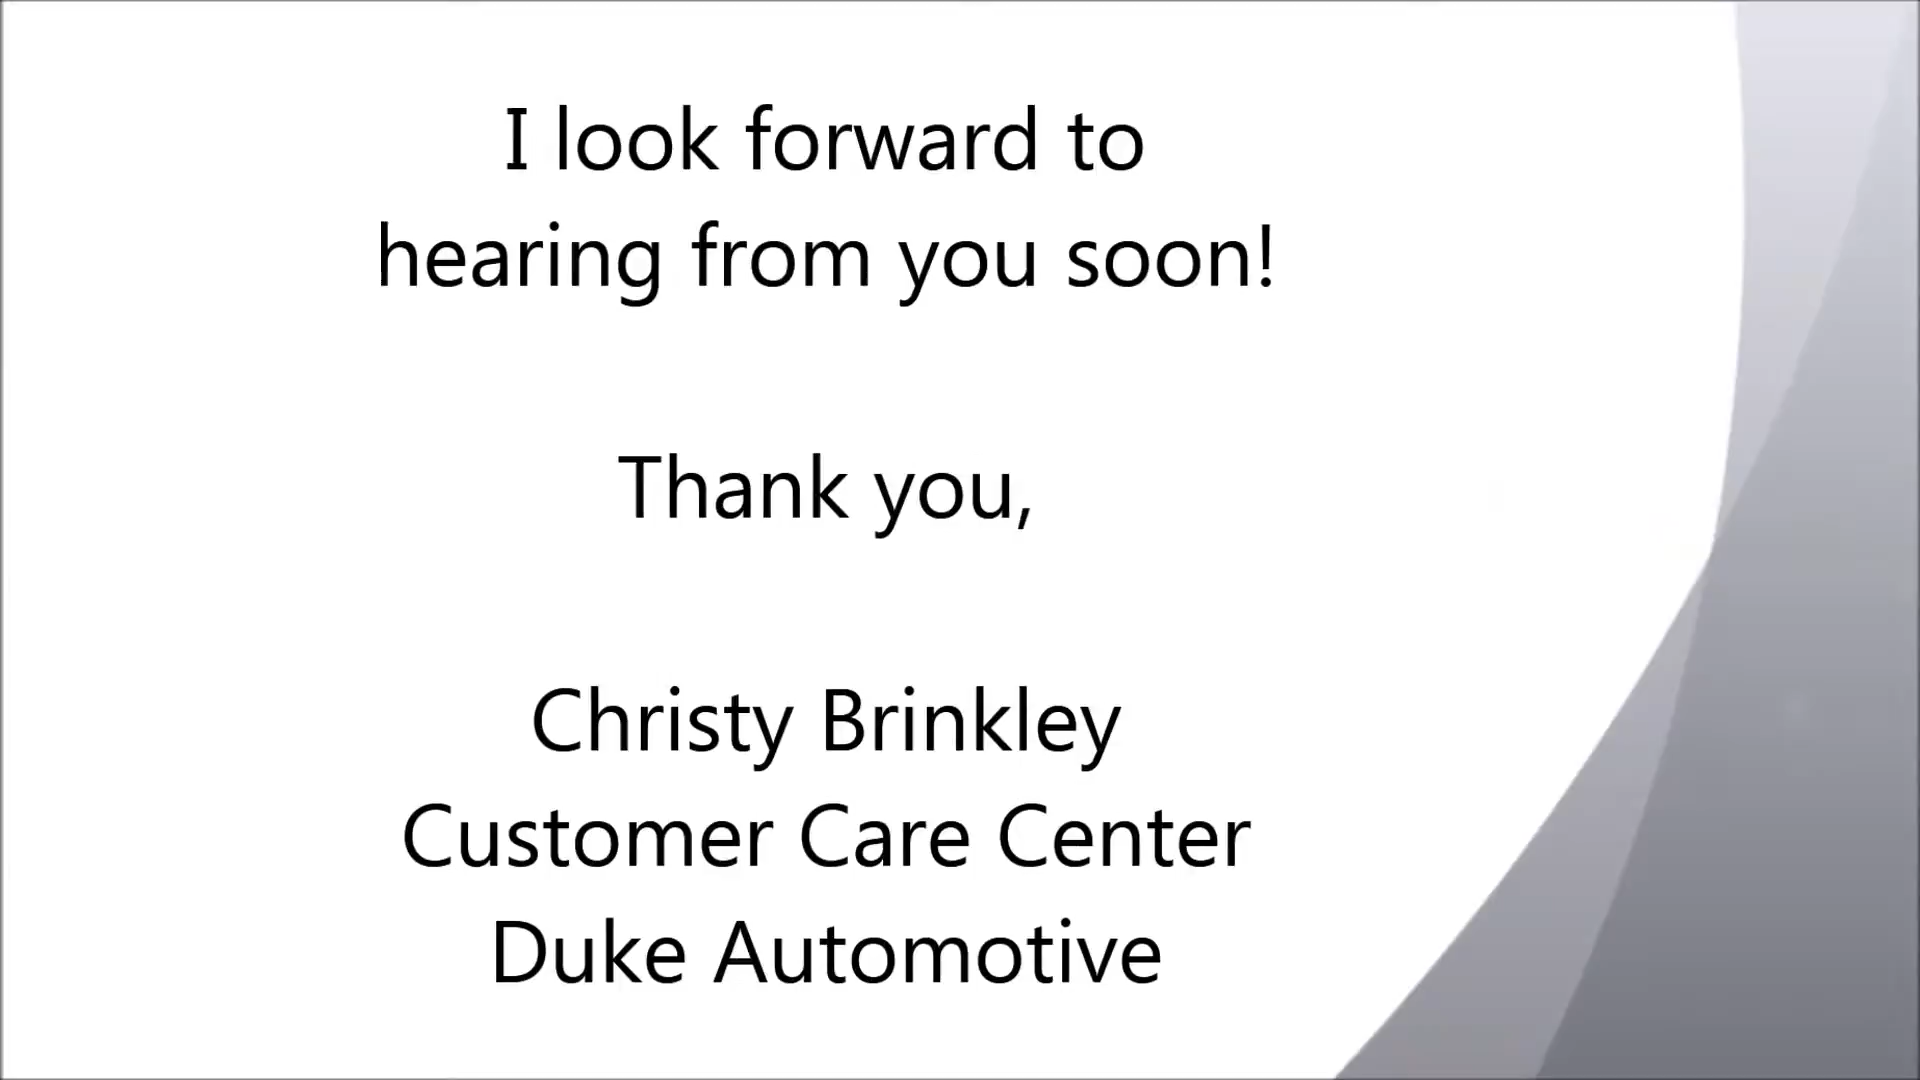 I look forward to
hearing from you soon!
Thank you,
Christy Brinkley
Customer Care Center
Duke Automotive